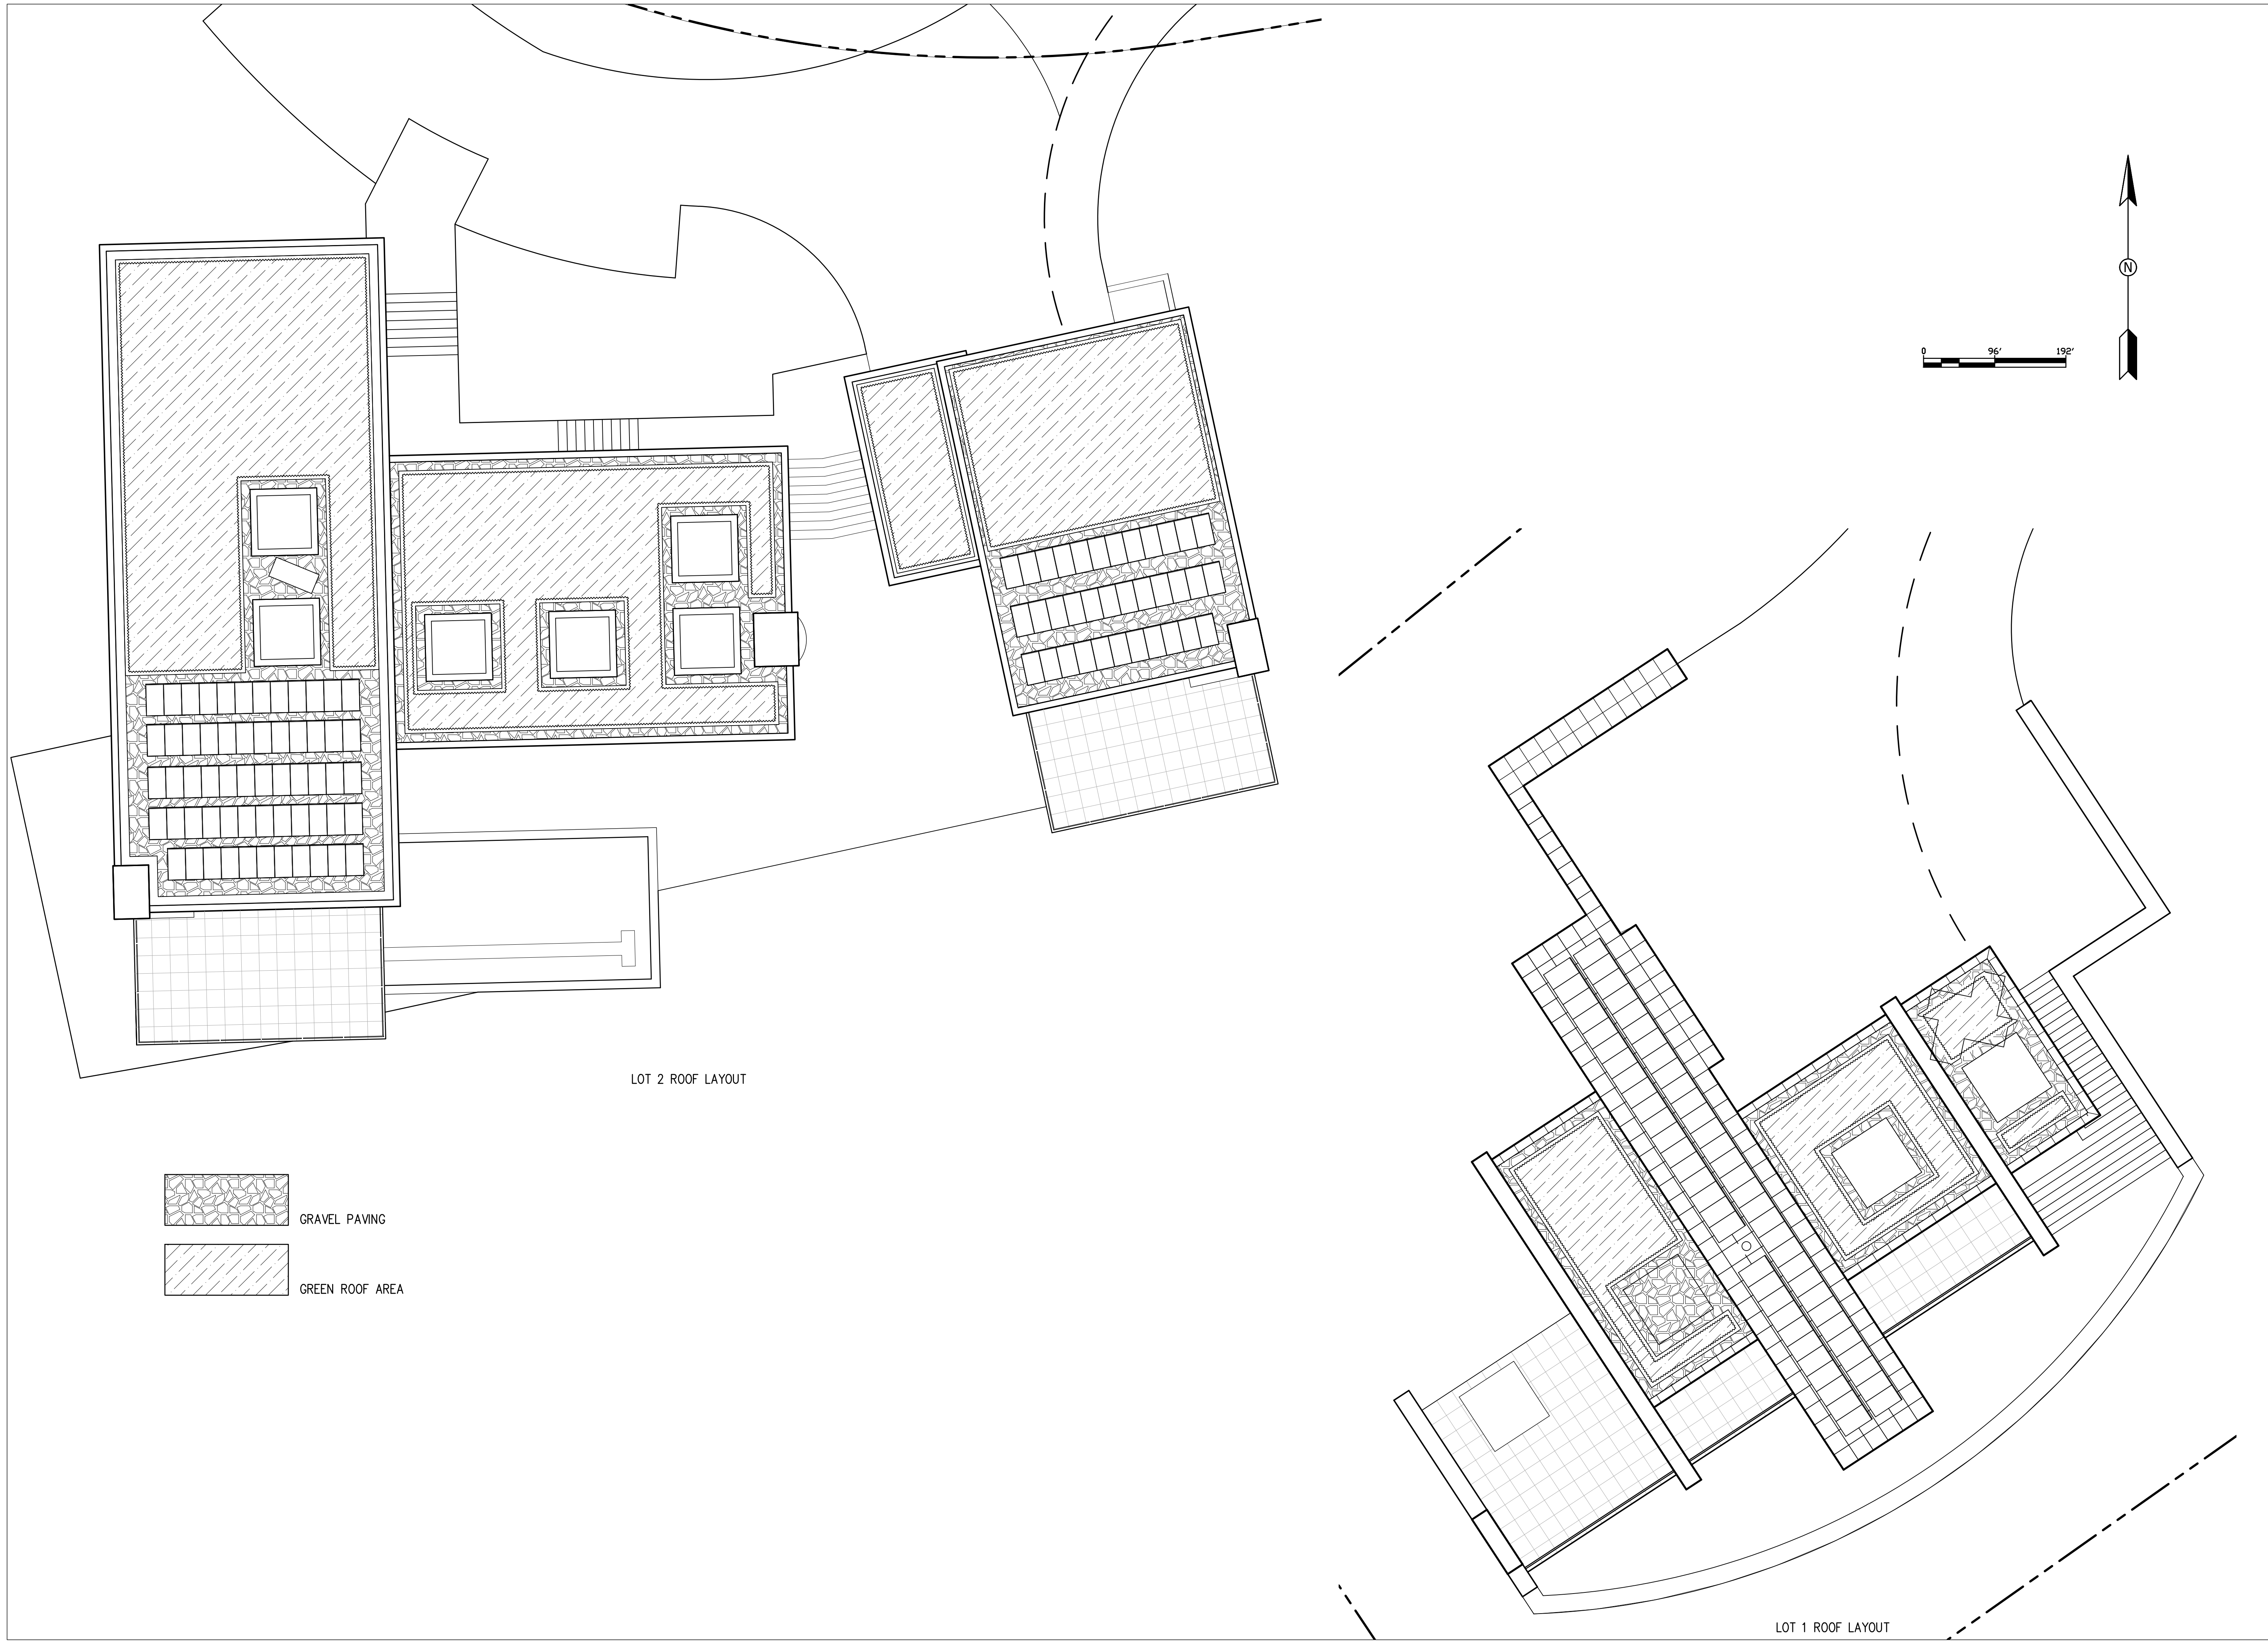 N
0 96' 192'
LOT 2 ROOF LAYOUT
GRAVEL PAVING
GREEN ROOF AREA
LOT 1 ROOF LAYOUT